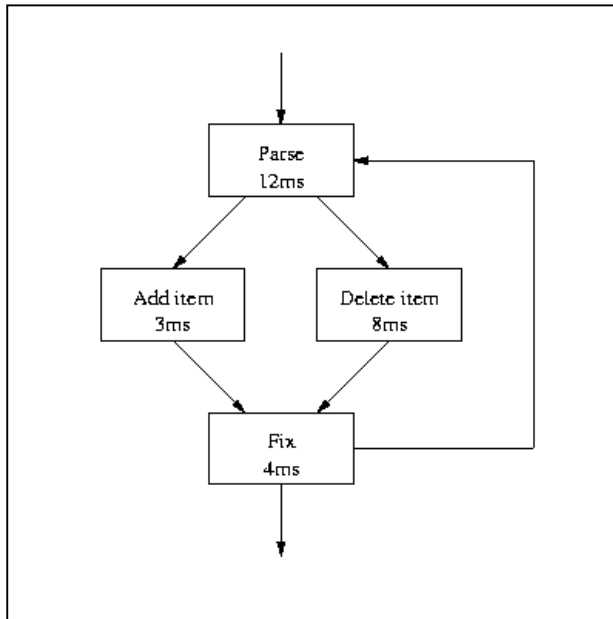 Parse
12ms
Add item
3ms
Delete item
8ms
Fix
4ms